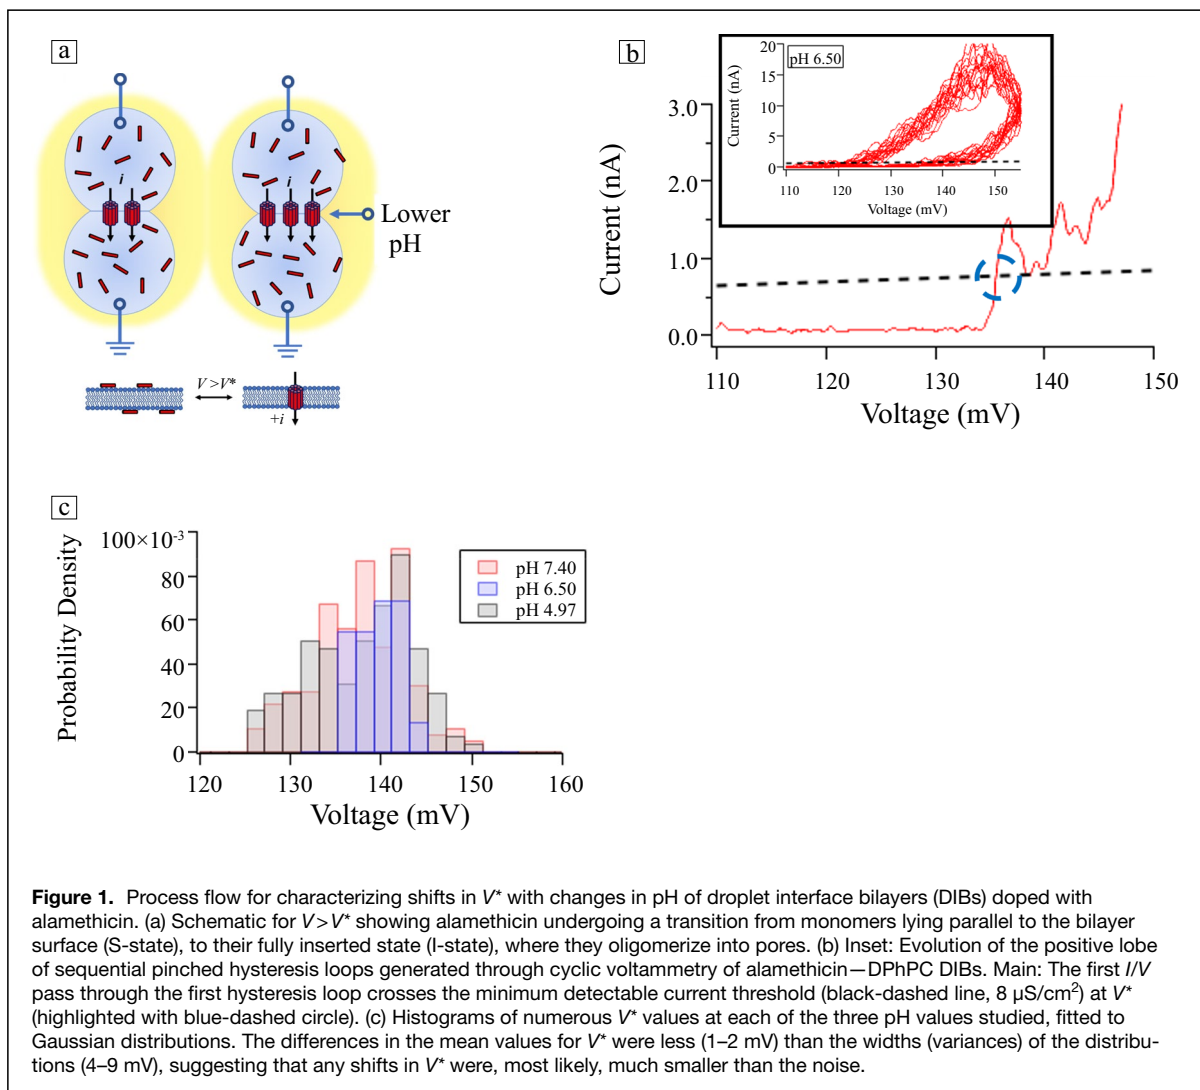 a
i
i
Lower
pH
V>V*
+i
b
pH 6.50
Current (nA)
20
15
10
5
0
110
120
130
140
150
Voltage (mV)
Current (nA)
3.0
2.0
1.0
0.0
110
120
130
140
150
Voltage (mV)
c
Probability Density
100×10-3
80
60
40
20
0
120
130
140
150
160
Voltage (mV)
pH 7.40
pH 6.50
pH 4.97
Figure 1. Process flow for characterizing shifts in V* with changes in pH of droplet interface bilayers (DIBs) doped with
alamethicin. (a) Schematic for V>V* showing alamethicin undergoing a transition from monomers lying parallel to the bilayer
surface (S-state), to their fully inserted state (I-state), where they oligomerize into pores. (b) Inset: Evolution of the positive lobe
of sequential pinched hysteresis loops generated through cyclic voltammetry of alamethicin—DPhPC DIBs. Main: The first I/V
pass through the first hysteresis loop crosses the minimum detectable current threshold (black-dashed line, 8 µS/cm²) at V*
(highlighted with blue-dashed circle). (c) Histograms of numerous V* values at each of the three pH values studied, fitted to
Gaussian distributions. The differences in the mean values for V* were less (1–2 mV) than the widths (variances) of the distribu-
tions (4–9 mV), suggesting that any shifts in V* were, most likely, much smaller than the noise.